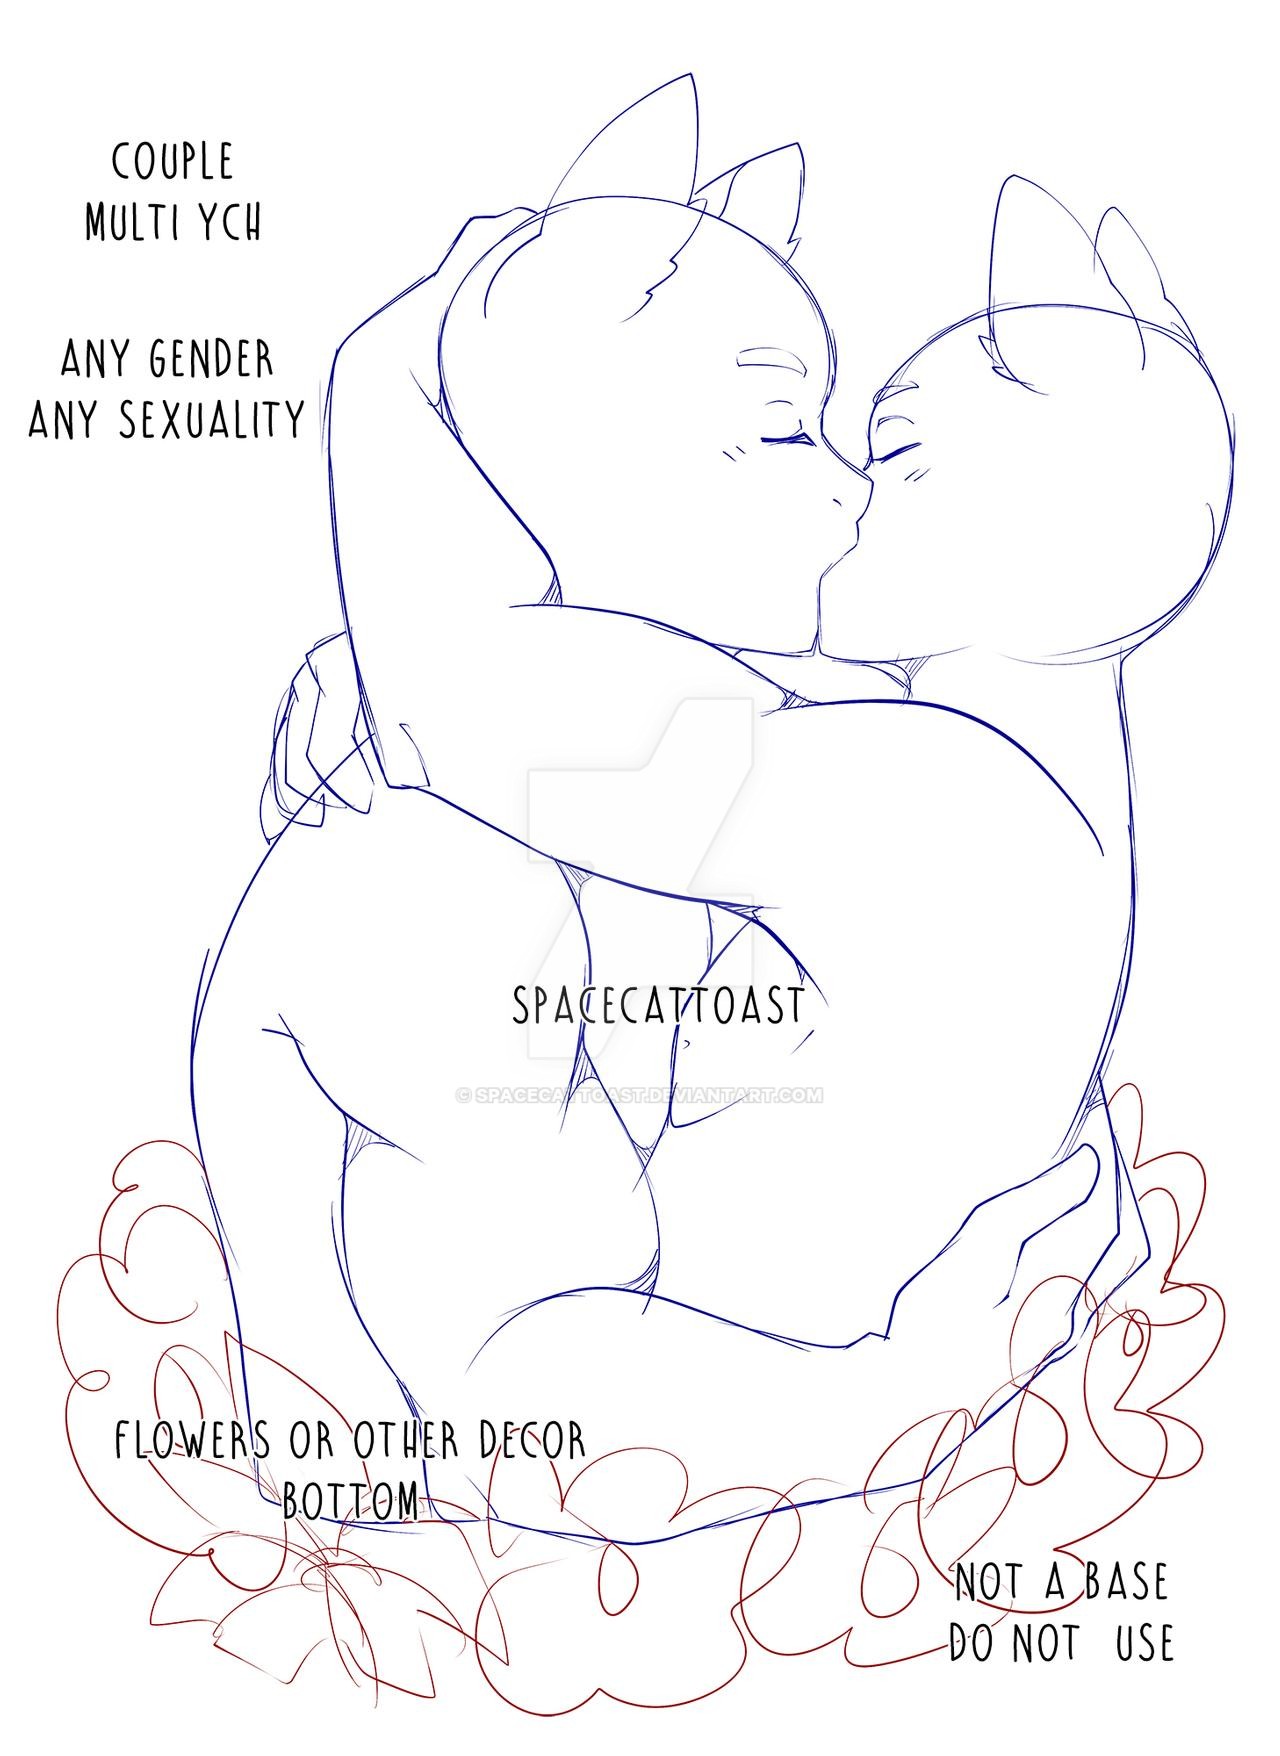 COUPLE
MULTI YCH
ANY GENDER
ANY SEXUALITY
SPACECATTOAST
© SPACECATTOAST.DEVIANTART.COM
FLOWERS OR OTHER DECOR
BOTTOM
NOT A BASE
DO NOT USE